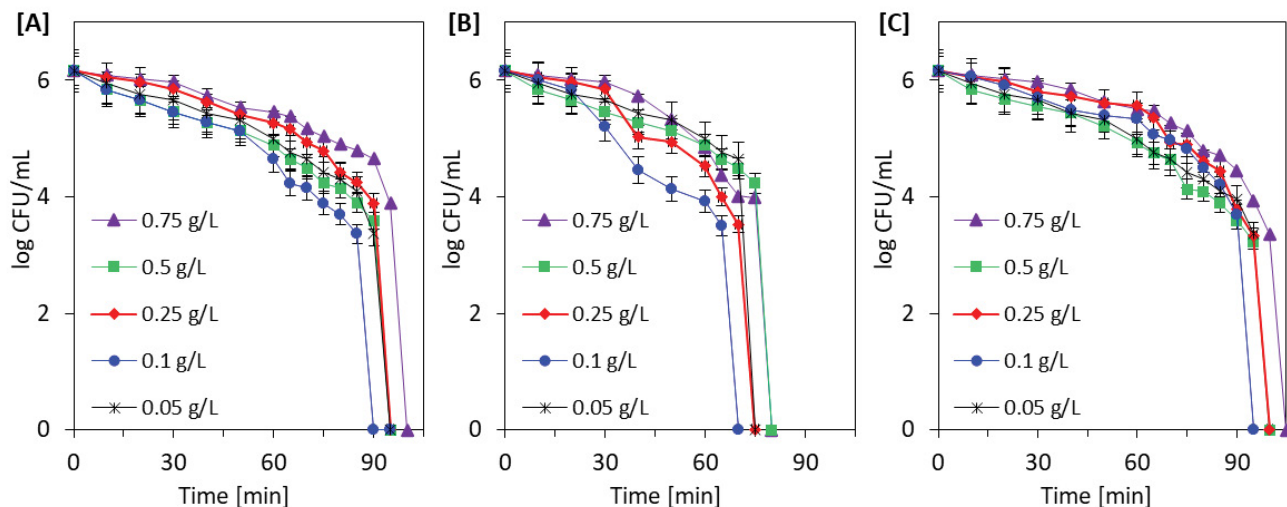 [A]
log CFU/mL
6
4
2
0
0.75 g/L
0.5 g/L
0.25 g/L
0.1 g/L
0.05 g/L
0 30 60 90
Time [min]
[B]
log CFU/mL
6
4
2
0
0.75 g/L
0.5 g/L
0.25 g/L
0.1 g/L
0.05 g/L
0 30 60 90
Time [min]
[C]
log CFU/mL
6
4
2
0
0.75 g/L
0.5 g/L
0.25 g/L
0.1 g/L
0.05 g/L
0 30 60 90
Time [min]